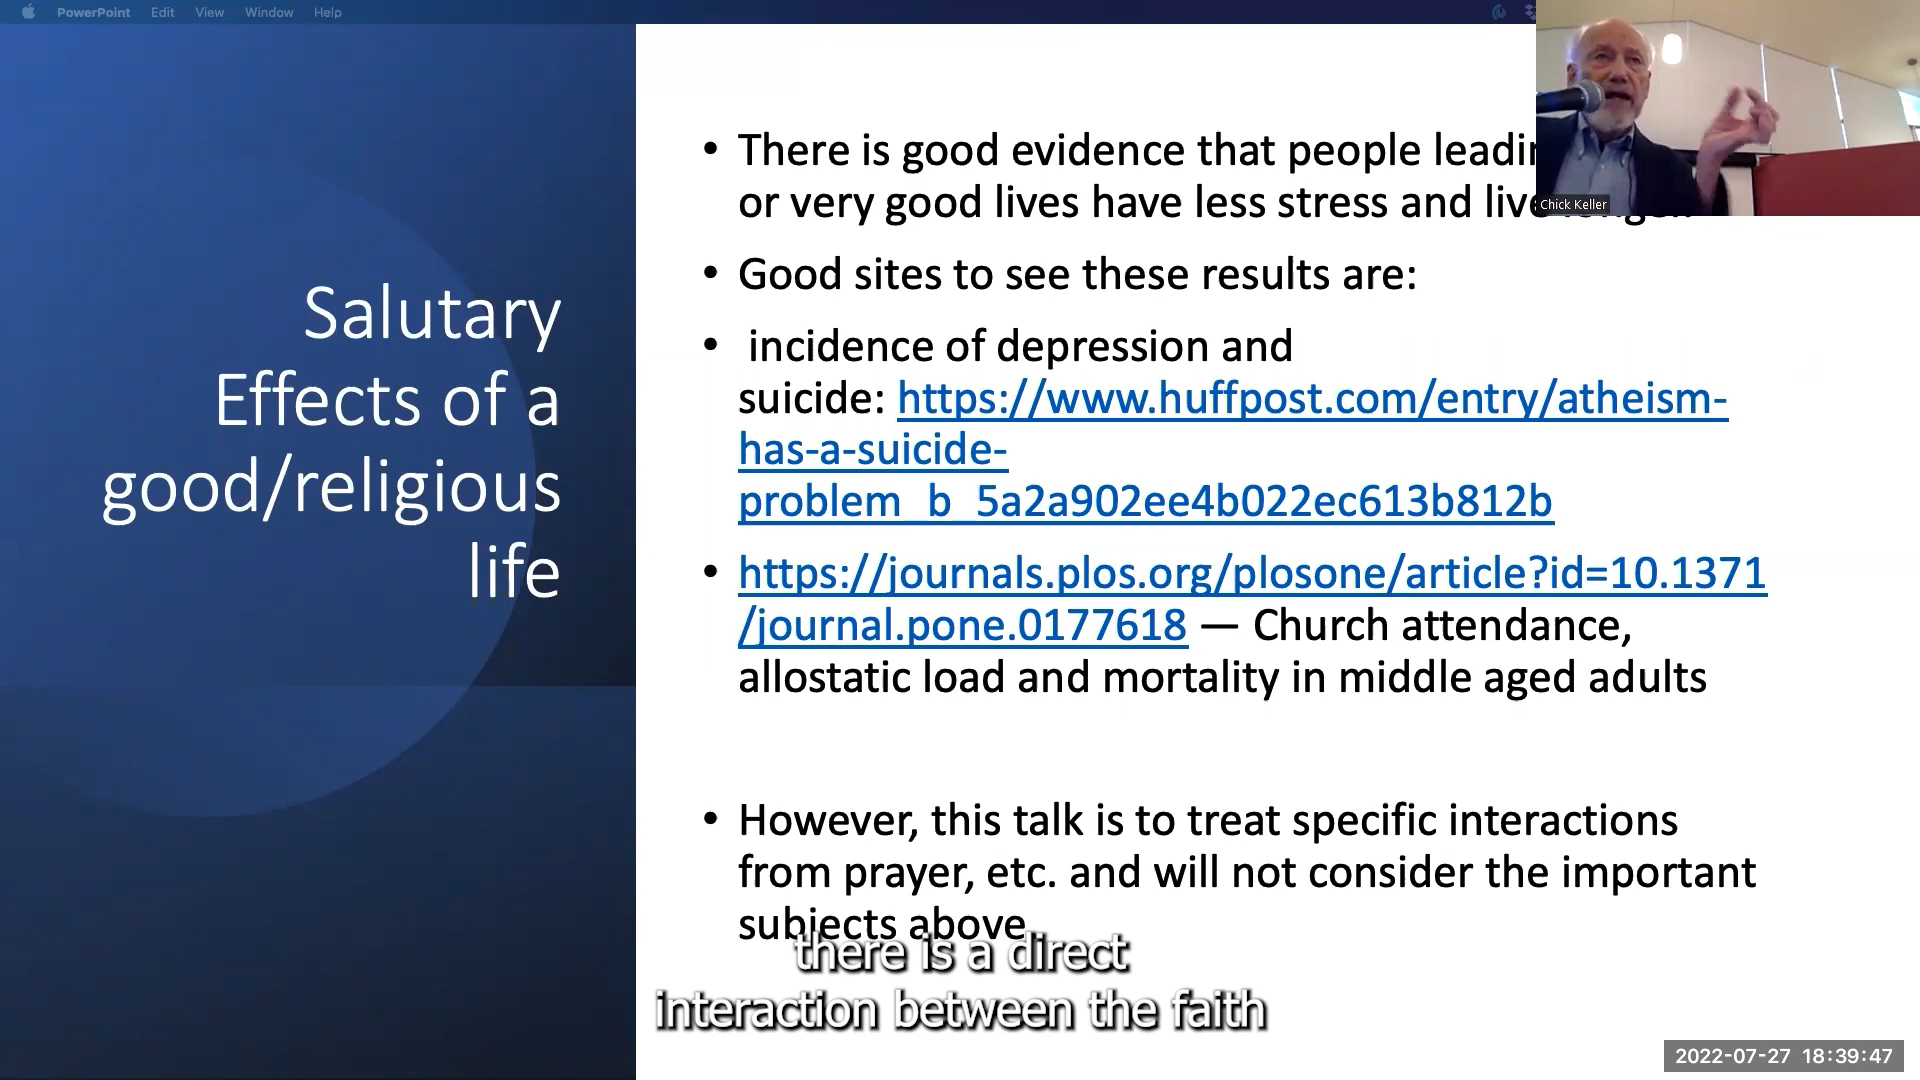 PowerPoint Edit View Window Help
Salutary
Effects of a
good/religious
life
• There is good evidence that people
or very good lives have less stress and
• Good sites to see these results are:
• incidence of depression and
suicide: https://www.huffpost.com/entry/atheism-
has-a-suicide-
problem_b_5a2a902ee4b022ec613b812b
• https://journals.plos.org/plosone/article?id=10.1371
/journal.pone.0177618 — Church attendance,
allostatic load and mortality in middle aged adults
• However, this talk is to treat specific interactions
from prayer, etc. and will not consider the important
subjects above
Chick Keller
there is a direct
interaction between the faith
2022-07-27 18:39:47